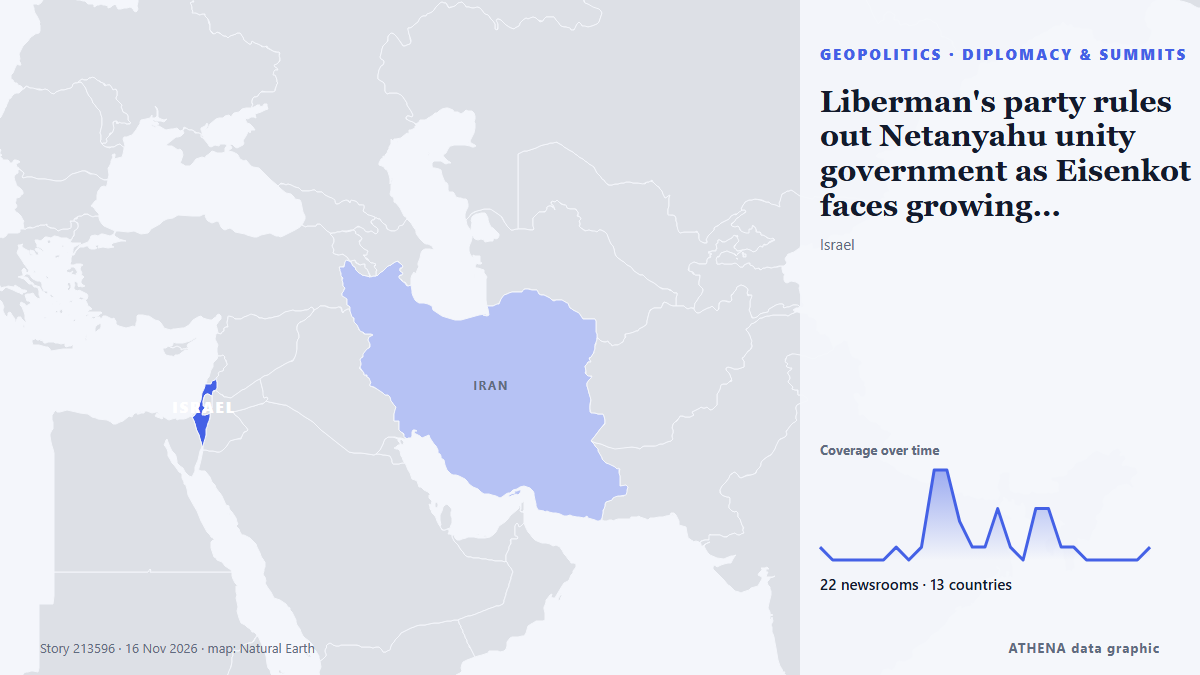 GEOPOLITICS · DIPLOMACY & SUMMITS
Liberman's party rules
out Netanyahu unity
government as Eisenkot
faces growing...
Israel
IRAN
ISRAEL
Coverage over time
22 newsrooms · 13 countries
Story 213596 · 16 Nov 2026 · map: Natural Earth
ATHENA data graphic